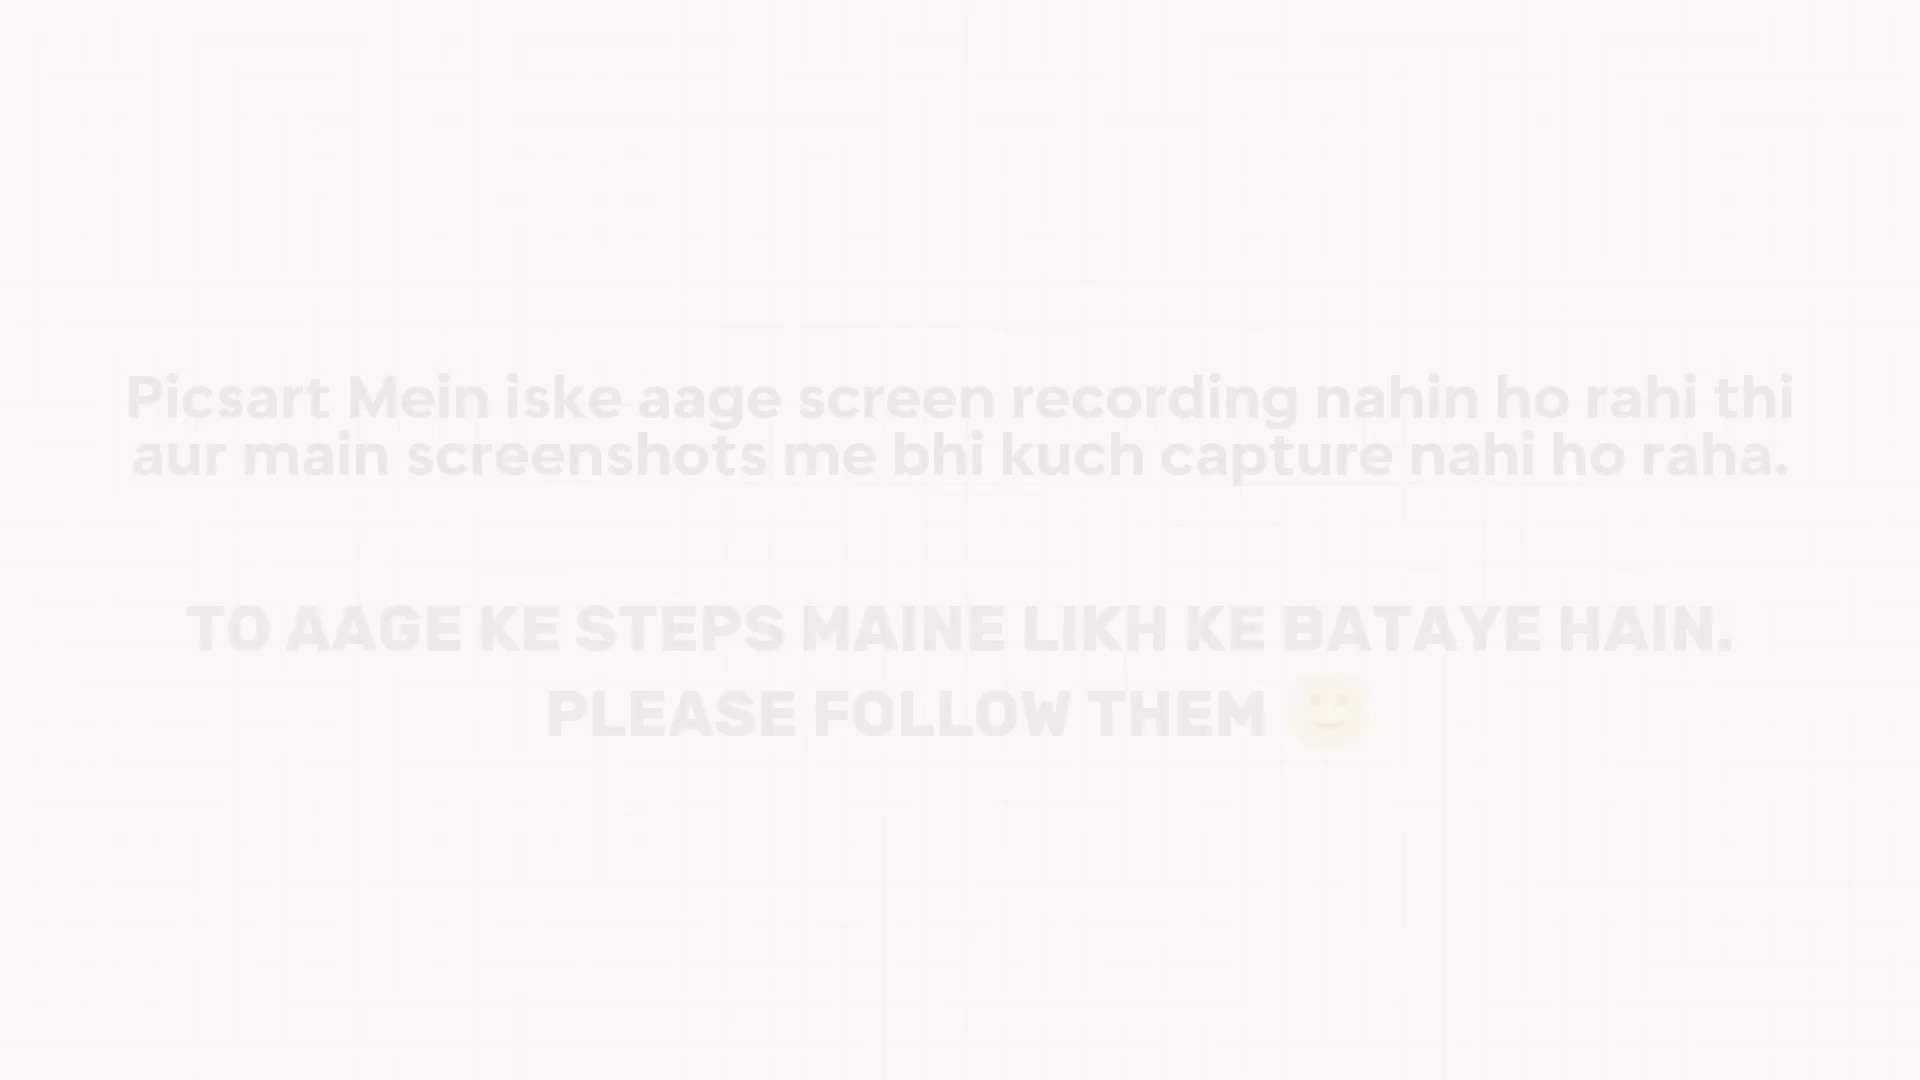 Picsart Mein iske aage screen recording nahin ho rahi thi
aur main screenshots me bhi kuch capture nahi ho raha.
TO AAGE KE STEPS MAINE LIKH KE BATAYE HAIN.
PLEASE FOLLOW THEM 🙂